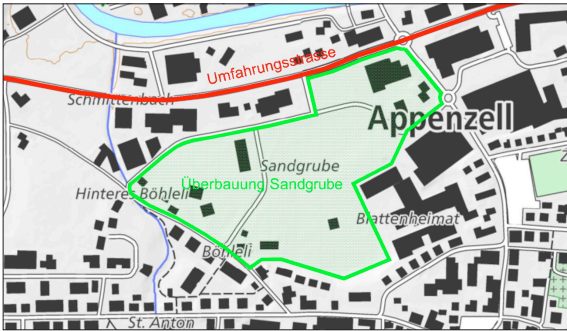 Umfahrungsstrasse
Schmittenbach
Appenzell
Sandgrube
Überbauung Sandgrube
Hinteres Böhleli
Blattenheimat
Böhleli
St. Anton
Z